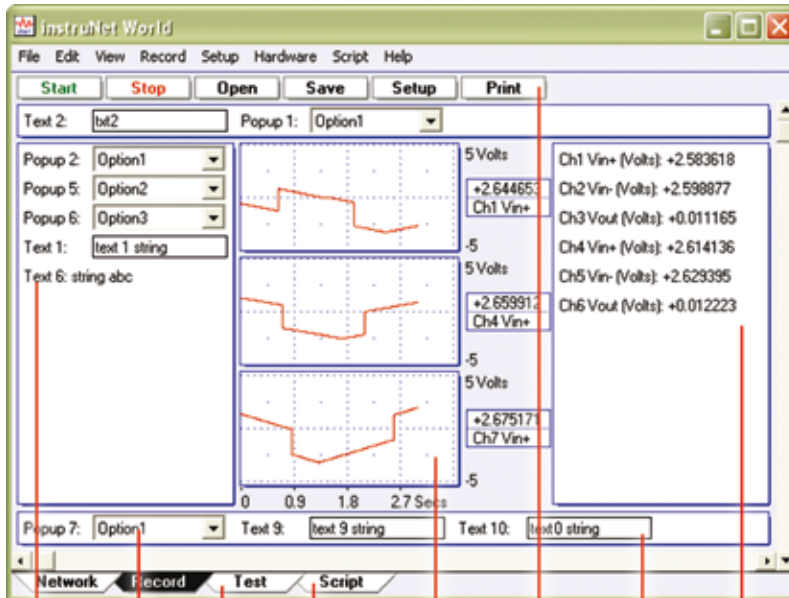 instruNet World
File Edit View Record Setup Hardware Script Help
Start Stop Open Save Setup Print
Text 2: txt2 Popup 1: Option1
Popup 2: Option1
Popup 5: Option2
Popup 6: Option3
Text 1: text 1 string
Text 6: string abc
5 Volts
+2.644653
Ch1 Vin+
-5
5 Volts
+2.659912
Ch4 Vin+
-5
5 Volts
+2.675171
Ch7 Vin+
-5
0 0.9 1.8 2.7 Secs
Ch1 Vin+ (Volts): +2.583618
Ch2 Vin- (Volts): +2.598877
Ch3 Vout (Volts): +0.011165
Ch4 Vin+ (Volts): +2.614136
Ch5 Vin- (Volts): +2.629395
Ch6 Vout (Volts): +0.012223
Popup 7: Option1 Text 9: text 9 string Text 10: text0 string
Network Record Test Script